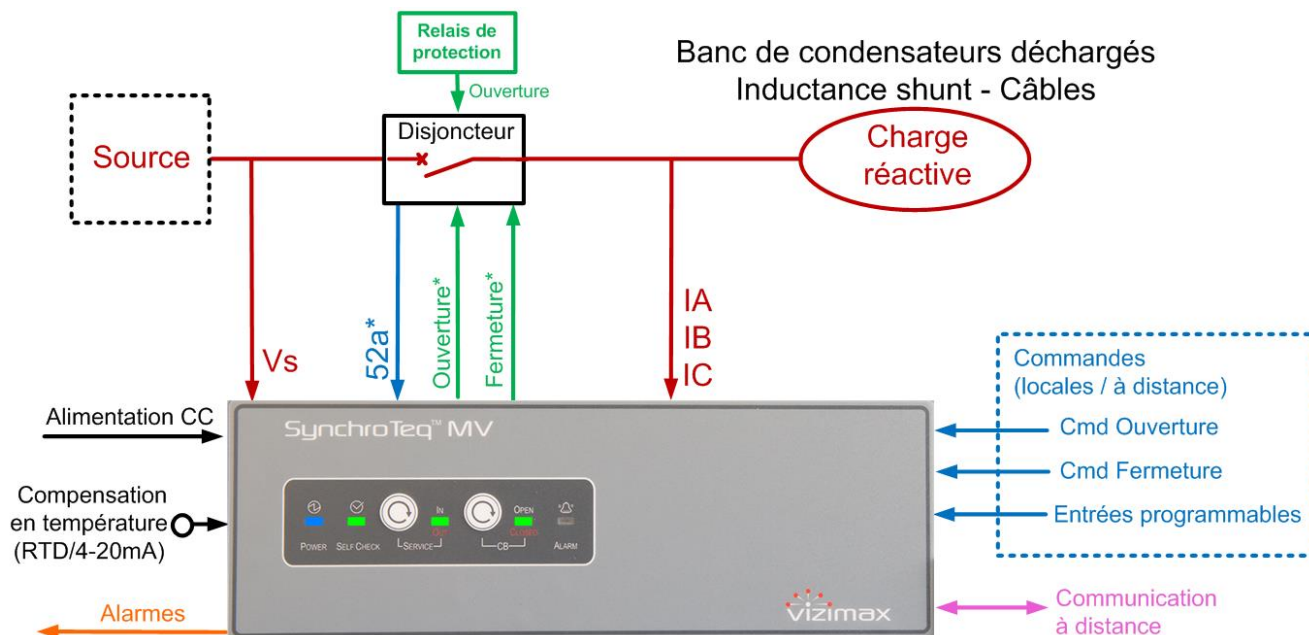 Relais de
protection
Ouverture
Banc de condensateurs déchargés
Inductance shunt - Câbles
Source
Disjoncteur
Charge
réactive
Vs
52a*
Ouverture*
Fermeture*
IA
IB
IC
Commandes
(locales / à distance)
Cmd Ouverture
Cmd Fermeture
Entrées programmables
Alimentation CC
Compensation
en température
(RTD/4-20mA)
Alarmes
SynchroTeq™ MV
IN
OPEN
OUT
CLOSED
POWER SELF CHECK SERVICE CB ALARM
vizimax
Communication
à distance